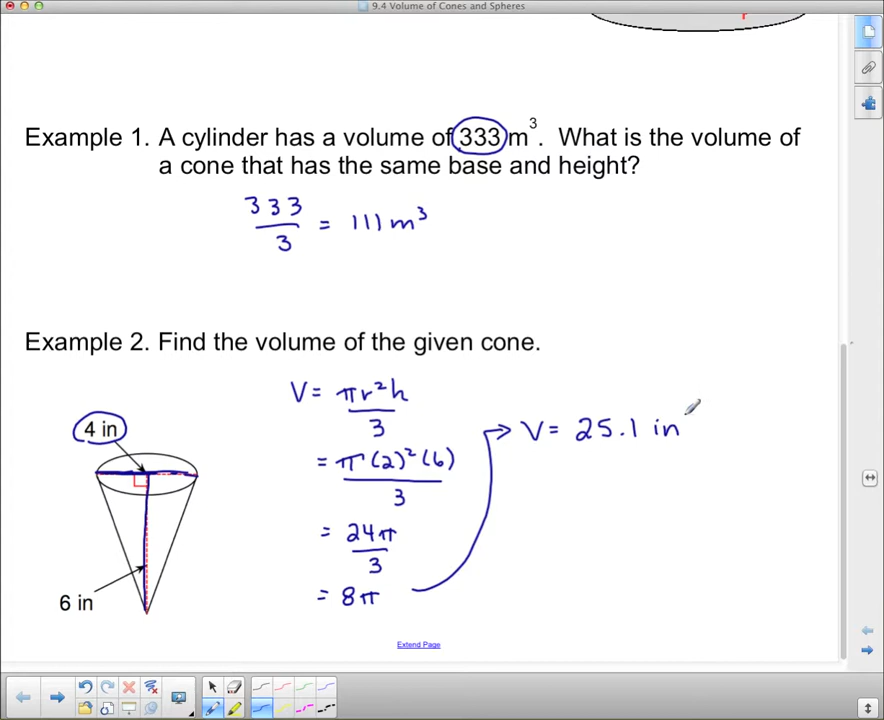 9.4 Volume of Cones and Spheres
r
Example 1. A cylinder has a volume of 333 m³. What is the volume of
a cone that has the same base and height?
333/3 = 111 m³
Example 2. Find the volume of the given cone.
4 in
6 in
V = πr²h/3
= π(2)²(6)/3
= 24π/3
= 8π
→ V = 25.1 in
Extend Page